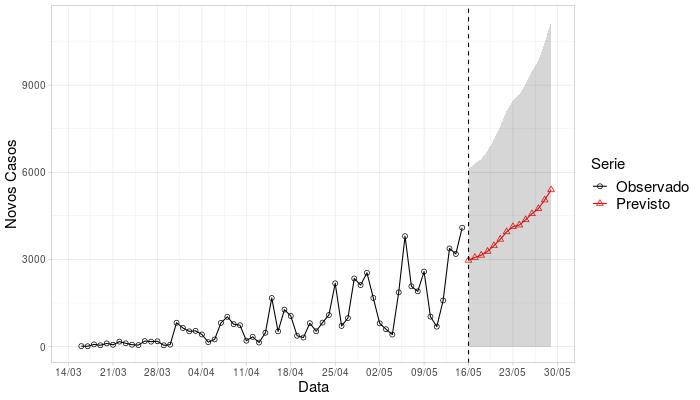 Novos Casos
9000
6000
3000
0
14/03 21/03 28/03 04/04 11/04 18/04 25/04 02/05 09/05 16/05 23/05 30/05
Data
Serie
Observado
Previsto